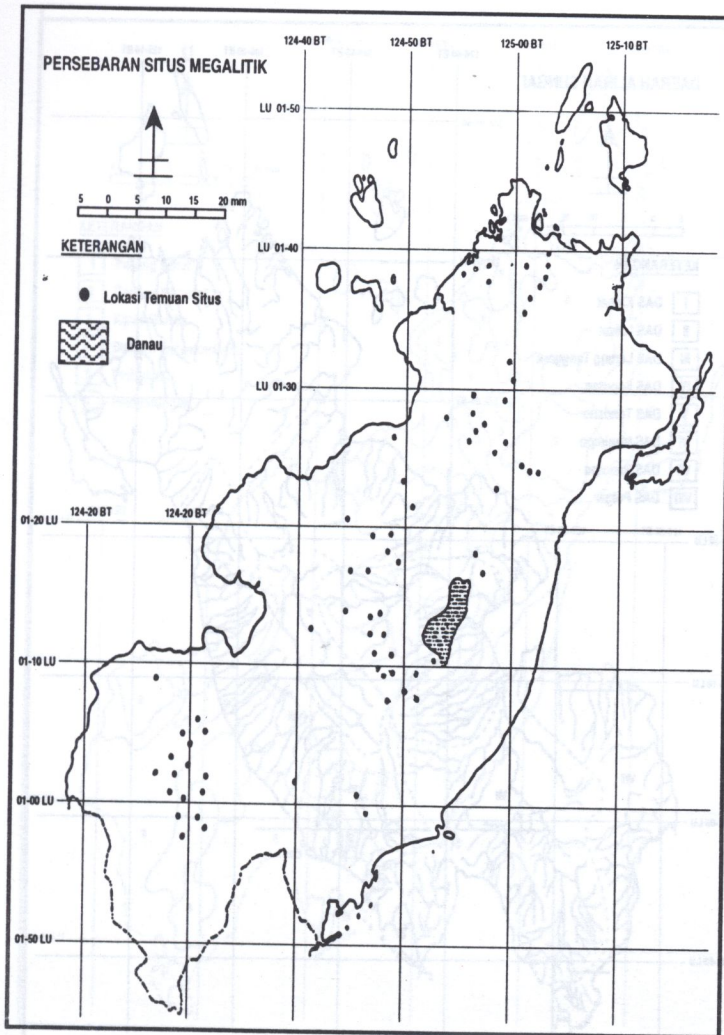 124-40 BT 124-50 BT 125-00 BT 125-10 BT
PERSEBARAN SITUS MEGALITIK
LU 01-50
5 0 5 10 15 20 mm
KETERANGAN
LU 01-40
Lokasi Temuan Situs
Danau
LU 01-30
01-20 LU
124-20 BT 124-20 BT
01-10 LU
01-00 LU
01-50 LU